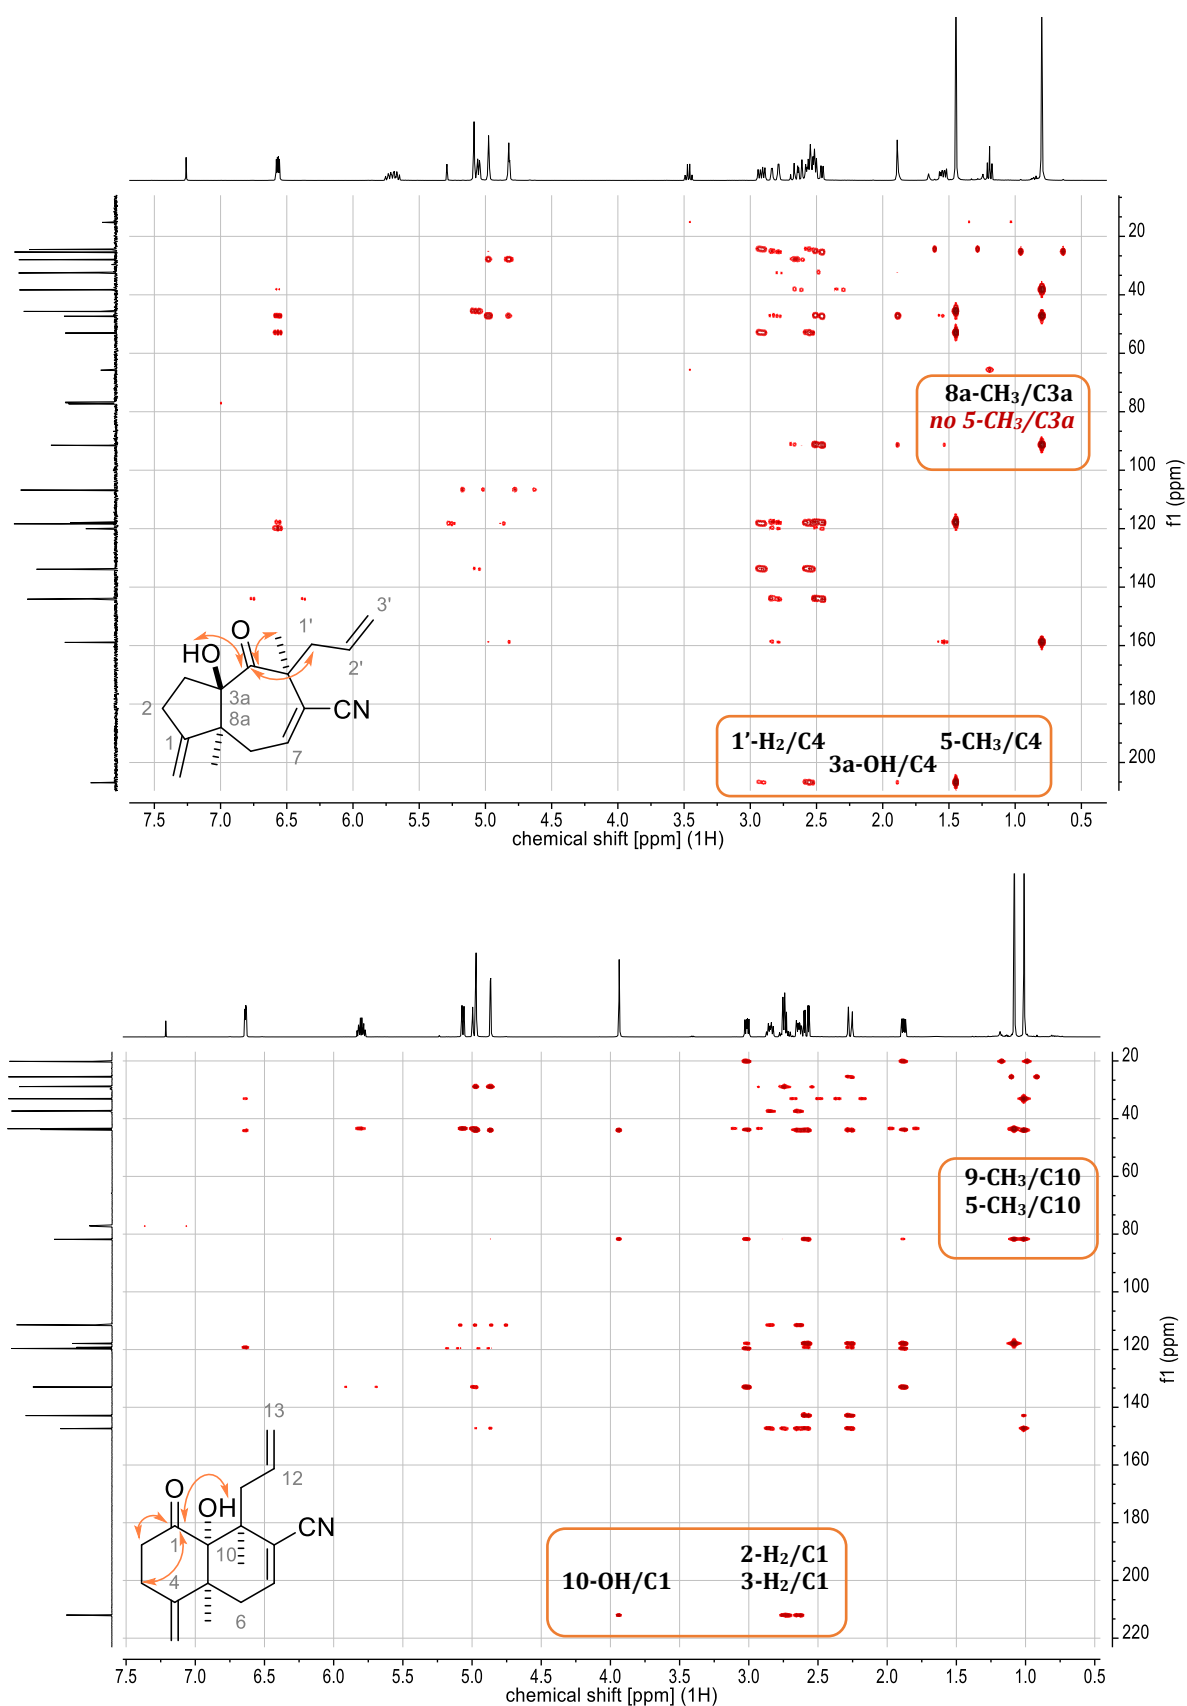 20
40
60
80
100
120
140
160
180
200
f1 (ppm)
8a-CH₃/C3a
no 5-CH₃/C3a
1'-H₂/C4
5-CH₃/C4
3a-OH/C4
O
HO
1'
3'
2'
3a
8a
2
1
7
CN
7.5 7.0 6.5 6.0 5.5 5.0 4.5 4.0 3.5 3.0 2.5 2.0 1.5 1.0 0.5
chemical shift [ppm] (1H)
20
40
60
80
100
120
140
160
180
200
220
f1 (ppm)
9-CH₃/C10
5-CH₃/C10
2-H₂/C1
10-OH/C1
3-H₂/C1
13
12
O
OH
CN
1
10
4
6
7.5 7.0 6.5 6.0 5.5 5.0 4.5 4.0 3.5 3.0 2.5 2.0 1.5 1.0 0.5
chemical shift [ppm] (1H)